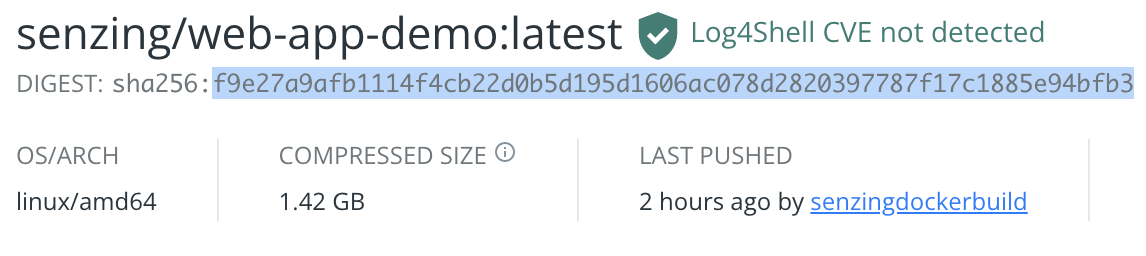 senzing/web-app-demo:latest Log4Shell CVE not detected
DIGEST: sha256:f9e27a9afb1114f4cb22d0b5d195d1606ac078d2820397787f17c1885e94bfb3
OS/ARCH COMPRESSED SIZE LAST PUSHED
linux/amd64 1.42 GB 2 hours ago by senzingdockerbuild